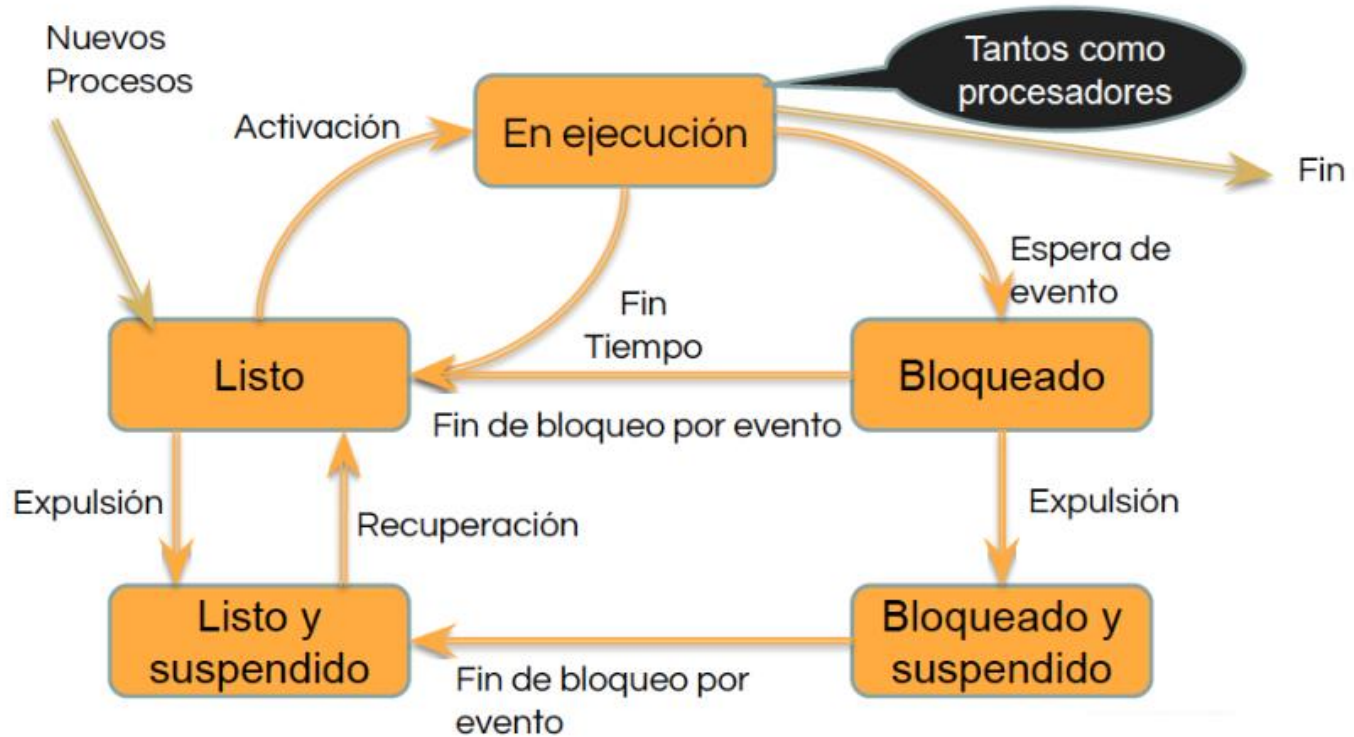 Nuevos
Procesos
Tantos como
procesadores
Activación
En ejecución
Fin
Espera de
evento
Fin
Tiempo
Listo
Bloqueado
Fin de bloqueo por evento
Expulsión
Recuperación
Expulsión
Listo y
suspendido
Bloqueado y
suspendido
Fin de bloqueo por
evento